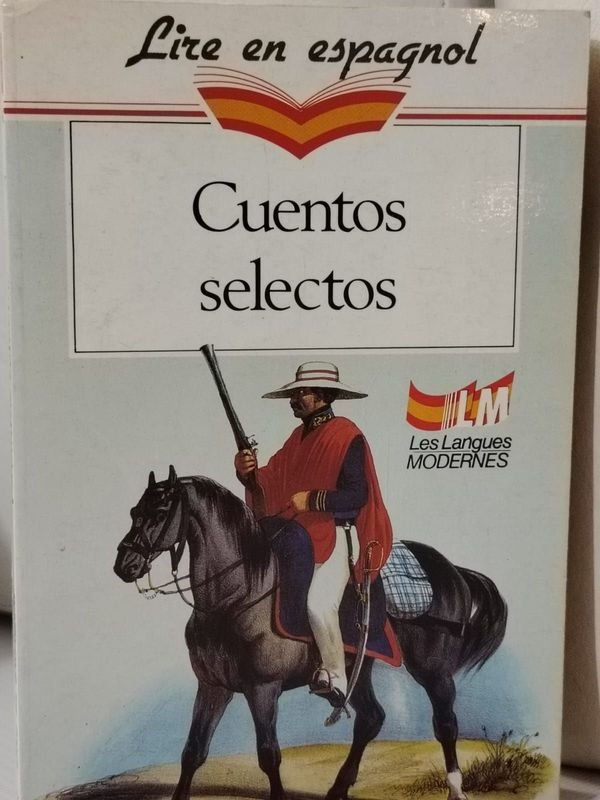 Lire en espagnol
Cuentos
selectos
LM
Les Langues
MODERNES